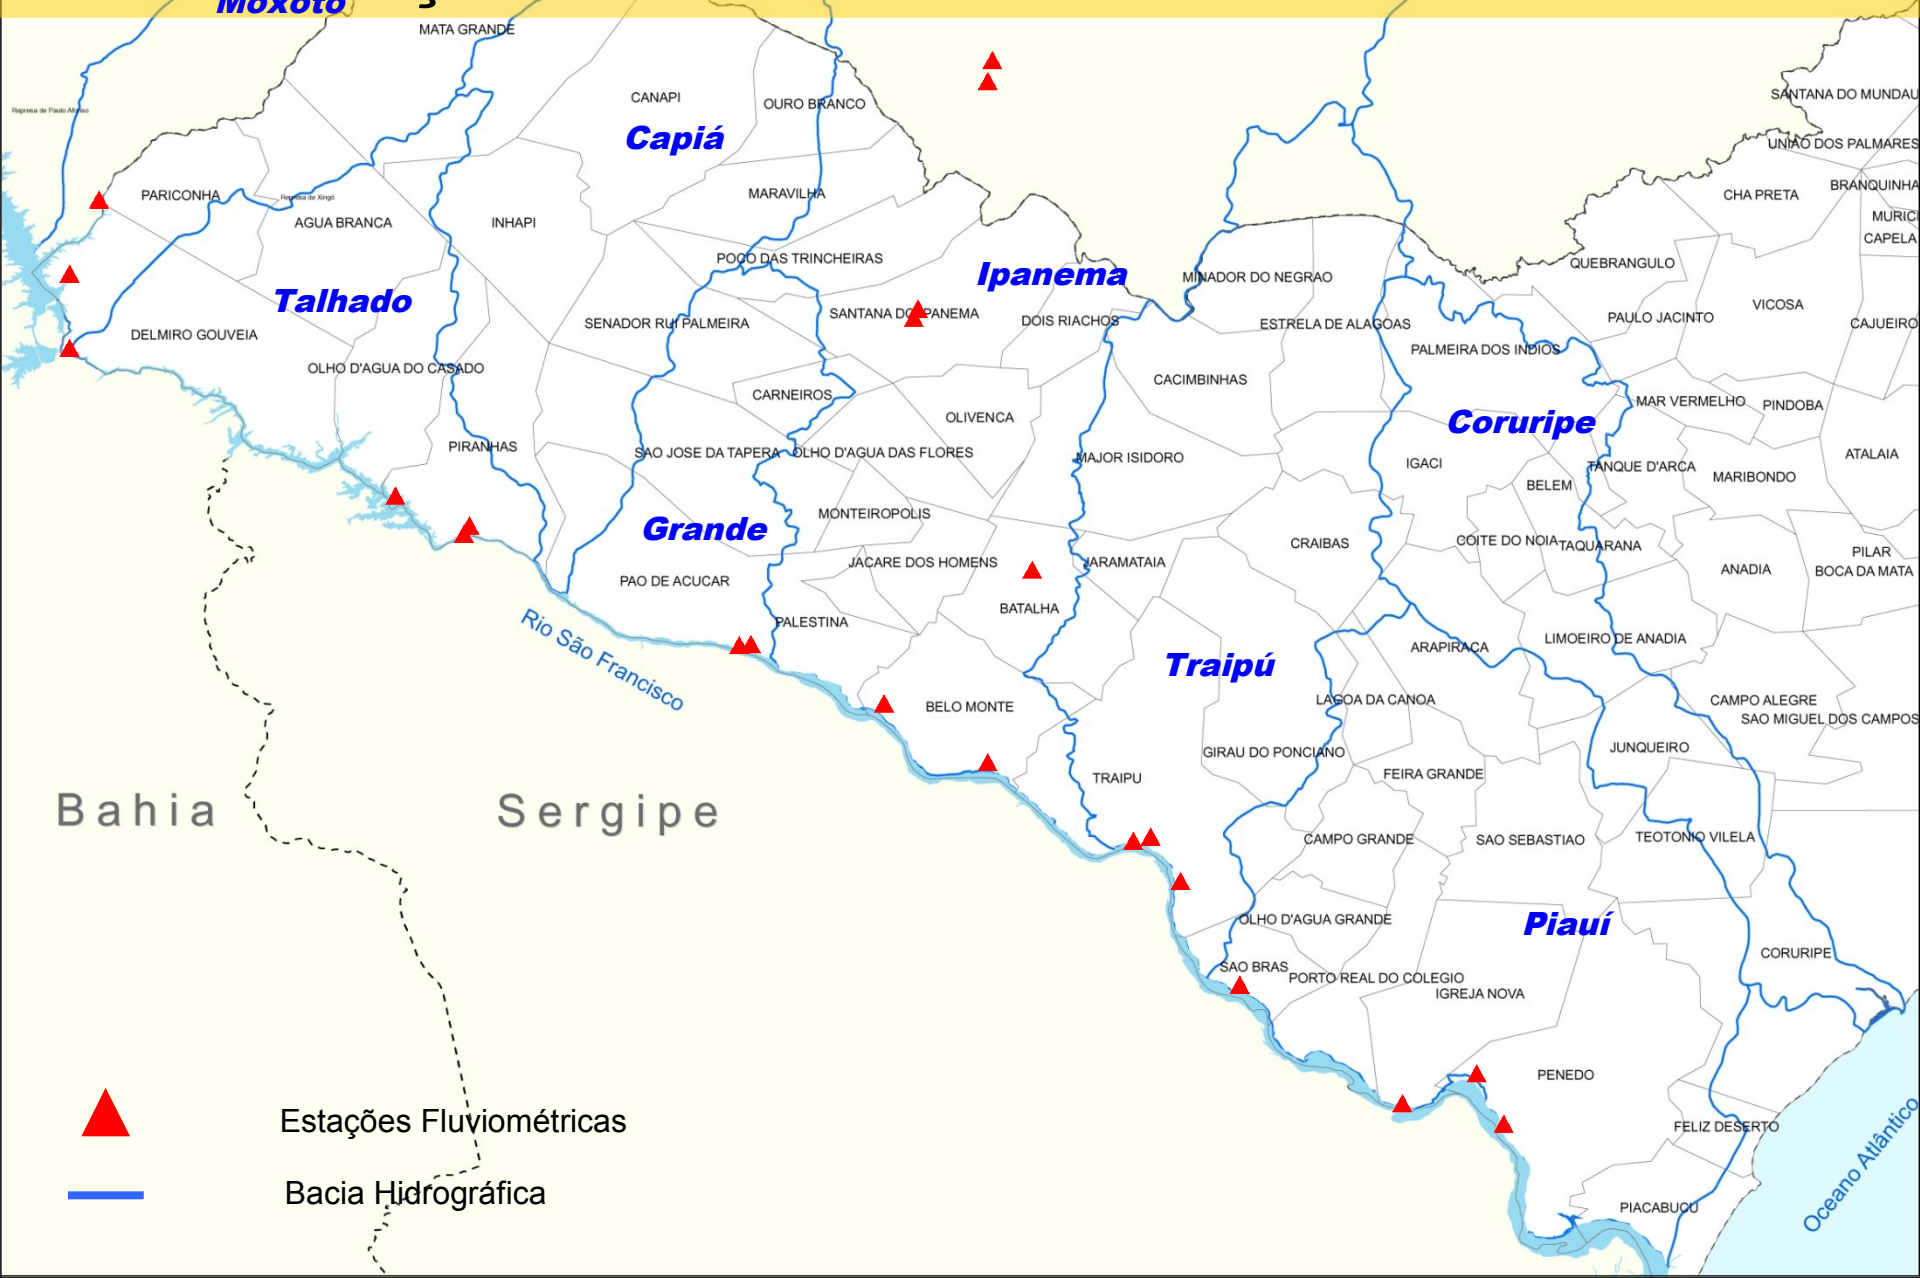 Moxotó
MATA GRANDE
CANAPI
OURO BRANCO
SANTANA DO MUNDAU
Represa de Paulo Afonso
Capiá
UNIAO DOS PALMARES
PARICONHA
Represa de Xingó
MARAVILHA
CHA PRETA
BRANQUINHA
AGUA BRANCA
INHAPI
MURICI
CAPELA
POCO DAS TRINCHEIRAS
Ipanema
MINADOR DO NEGRAO
QUEBRANGULO
Talhado
VICOSA
SENADOR RUI PALMEIRA
SANTANA DO IPANEMA
DOIS RIACHOS
ESTRELA DE ALAGOAS
PAULO JACINTO
CAJUEIRO
DELMIRO GOUVEIA
PALMEIRA DOS INDIOS
OLHO D'AGUA DO CASADO
CACIMBINHAS
CARNEIROS
OLIVENCA
MAR VERMELHO
PINDOBA
Coruripe
PIRANHAS
SAO JOSE DA TAPERA
OLHO D'AGUA DAS FLORES
MAJOR ISIDORO
IGACI
TANQUE D'ARCA
ATALAIA
BELEM
MARIBONDO
MONTEIROPOLIS
Grande
CRAIBAS
COITE DO NOIA
TAQUARANA
PILAR
JACARE DOS HOMENS
JARAMATAIA
ANADIA
BOCA DA MATA
PAO DE ACUCAR
BATALHA
PALESTINA
LIMOEIRO DE ANADIA
Rio São Francisco
ARAPIRACA
Traipú
BELO MONTE
LAGOA DA CANOA
CAMPO ALEGRE
SAO MIGUEL DOS CAMPOS
GIRAU DO PONCIANO
JUNQUEIRO
TRAIPU
FEIRA GRANDE
Bahia
Sergipe
CAMPO GRANDE
SAO SEBASTIAO
TEOTONIO VILELA
OLHO D'AGUA GRANDE
Piauí
CORURIPE
SAO BRAS
PORTO REAL DO COLEGIO
IGREJA NOVA
PENEDO
Estações Fluviométricas
FELIZ DESERTO
Oceano Atlântico
Bacia Hidrográfica
PIACABUCU